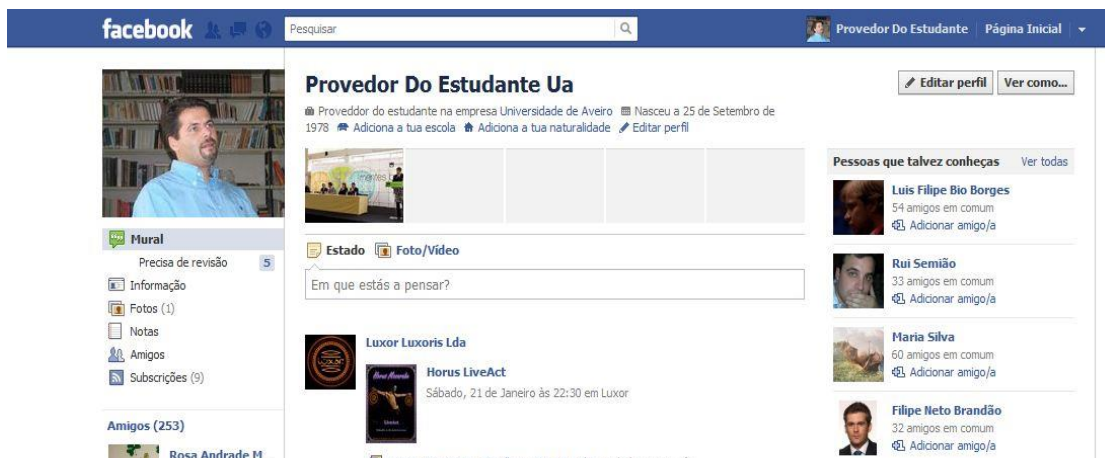 facebook
Pesquisar
Provedor Do Estudante
Página Inicial
Provedor Do Estudante Ua
Editar perfil
Ver como...
Proveddor do estudante na empresa Universidade de Aveiro Nasceu a 25 de Setembro de
1978 Adiciona a tua escola Adiciona a tua naturalidade Editar perfil
Mural
Precisa de revisão 5
Informação
Fotos (1)
Notas
Amigos
Subscrições (9)
Amigos (253)
Rosa Andrade M
Estado Foto/Vídeo
Em que estás a pensar?
Luxor Luxoris Lda
Horus LiveAct
Sábado, 21 de Janeiro às 22:30 em Luxor
Pessoas que talvez conheças Ver todas
Luis Filipe Bio Borges
54 amigos em comum
Adicionar amigo/a
Rui Semião
33 amigos em comum
Adicionar amigo/a
Maria Silva
60 amigos em comum
Adicionar amigo/a
Filipe Neto Brandão
32 amigos em comum
Adicionar amigo/a